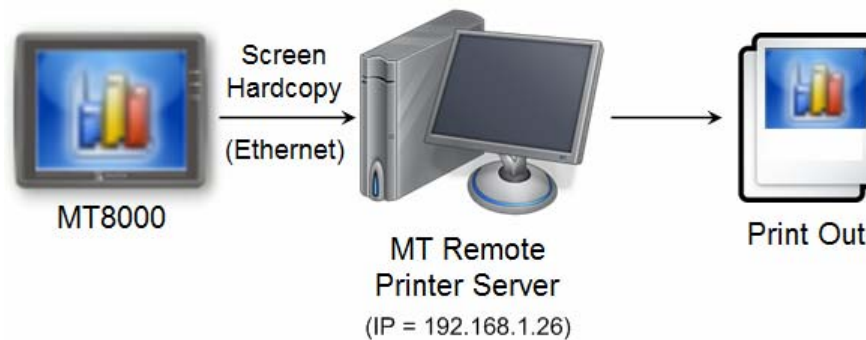 Screen
Hardcopy
(Ethernet)
MT8000
MT Remote
Printer Server
(IP = 192.168.1.26)
Print Out